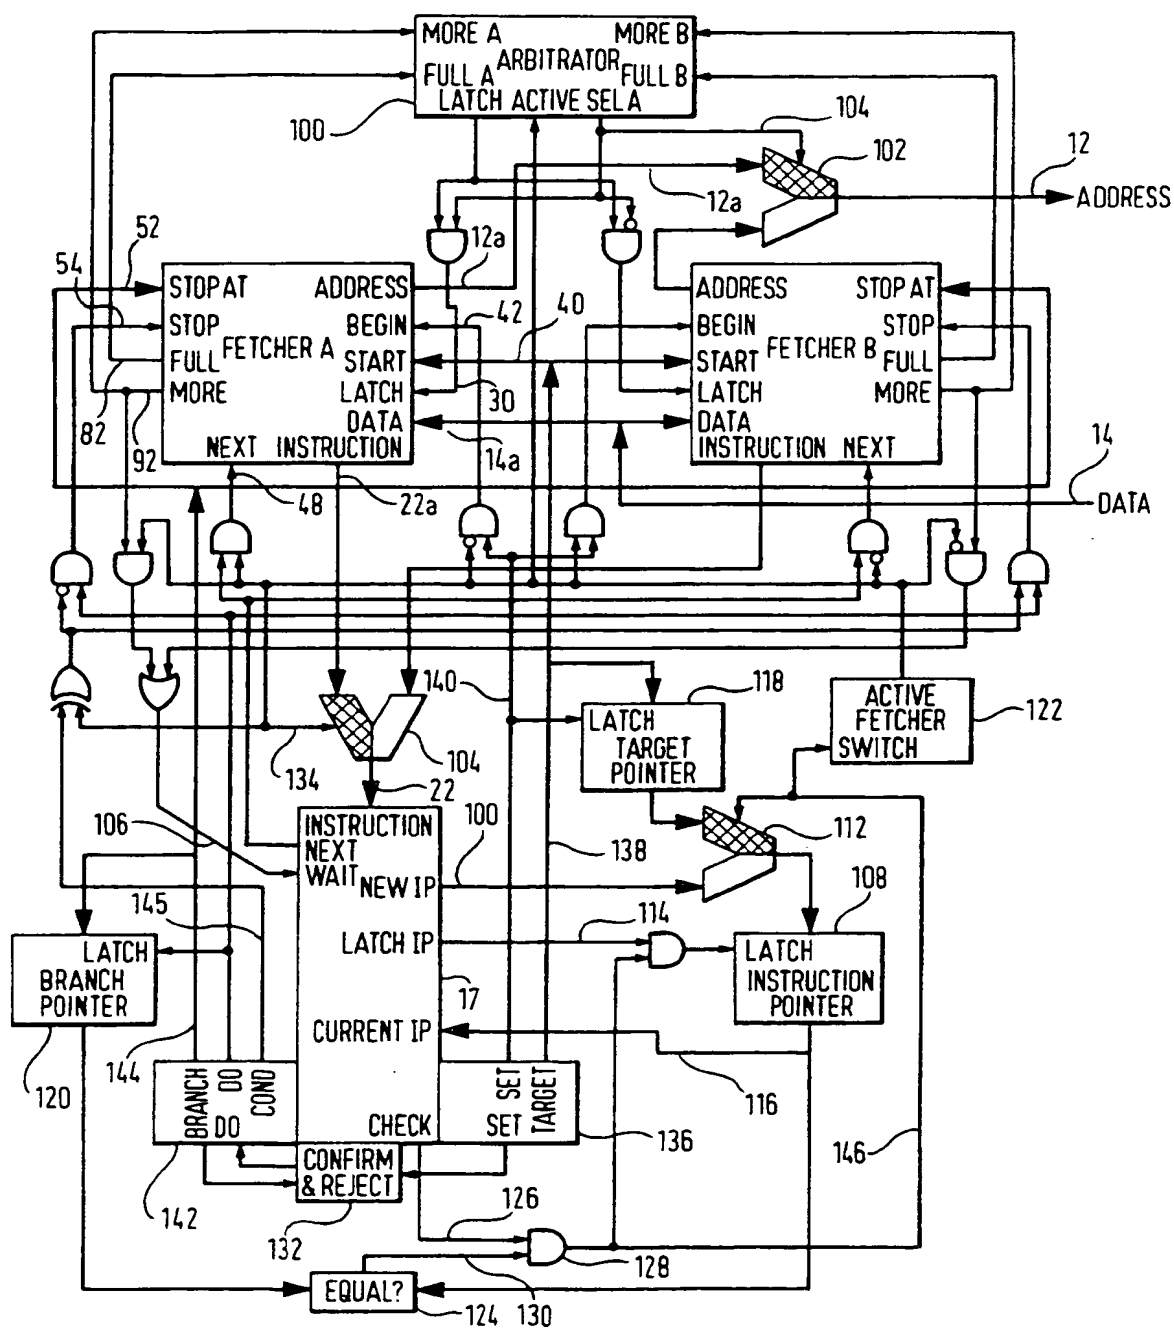 MORE A MORE B
ARBITRATOR
FULL A FULL B
LATCH ACTIVE SEL A
100
104
102
12
ADDRESS
12a
52
54
12a
STOP AT ADDRESS
42
40
ADDRESS STOP AT
STOP BEGIN
BEGIN STOP
FETCHER A
FETCHER B
FULL START
START FULL
MORE LATCH
LATCH MORE
30
DATA
DATA
82
92
NEXT INSTRUCTION
14a
INSTRUCTION NEXT
14
48
22a
DATA
140
118
LATCH
TARGET
POINTER
ACTIVE
FETCHER
SWITCH
122
134
104
22
106
INSTRUCTION
NEXT
WAIT
NEW IP
100
138
112
108
145
LATCH IP
114
LATCH
BRANCH
POINTER
LATCH
INSTRUCTION
POINTER
17
CURRENT IP
120
144
116
BRANCH
DO
COND
DO
SET
TARGET
SET
CHECK
136
146
CONFIRM
& REJECT
142
132
126
128
EQUAL?
124
130